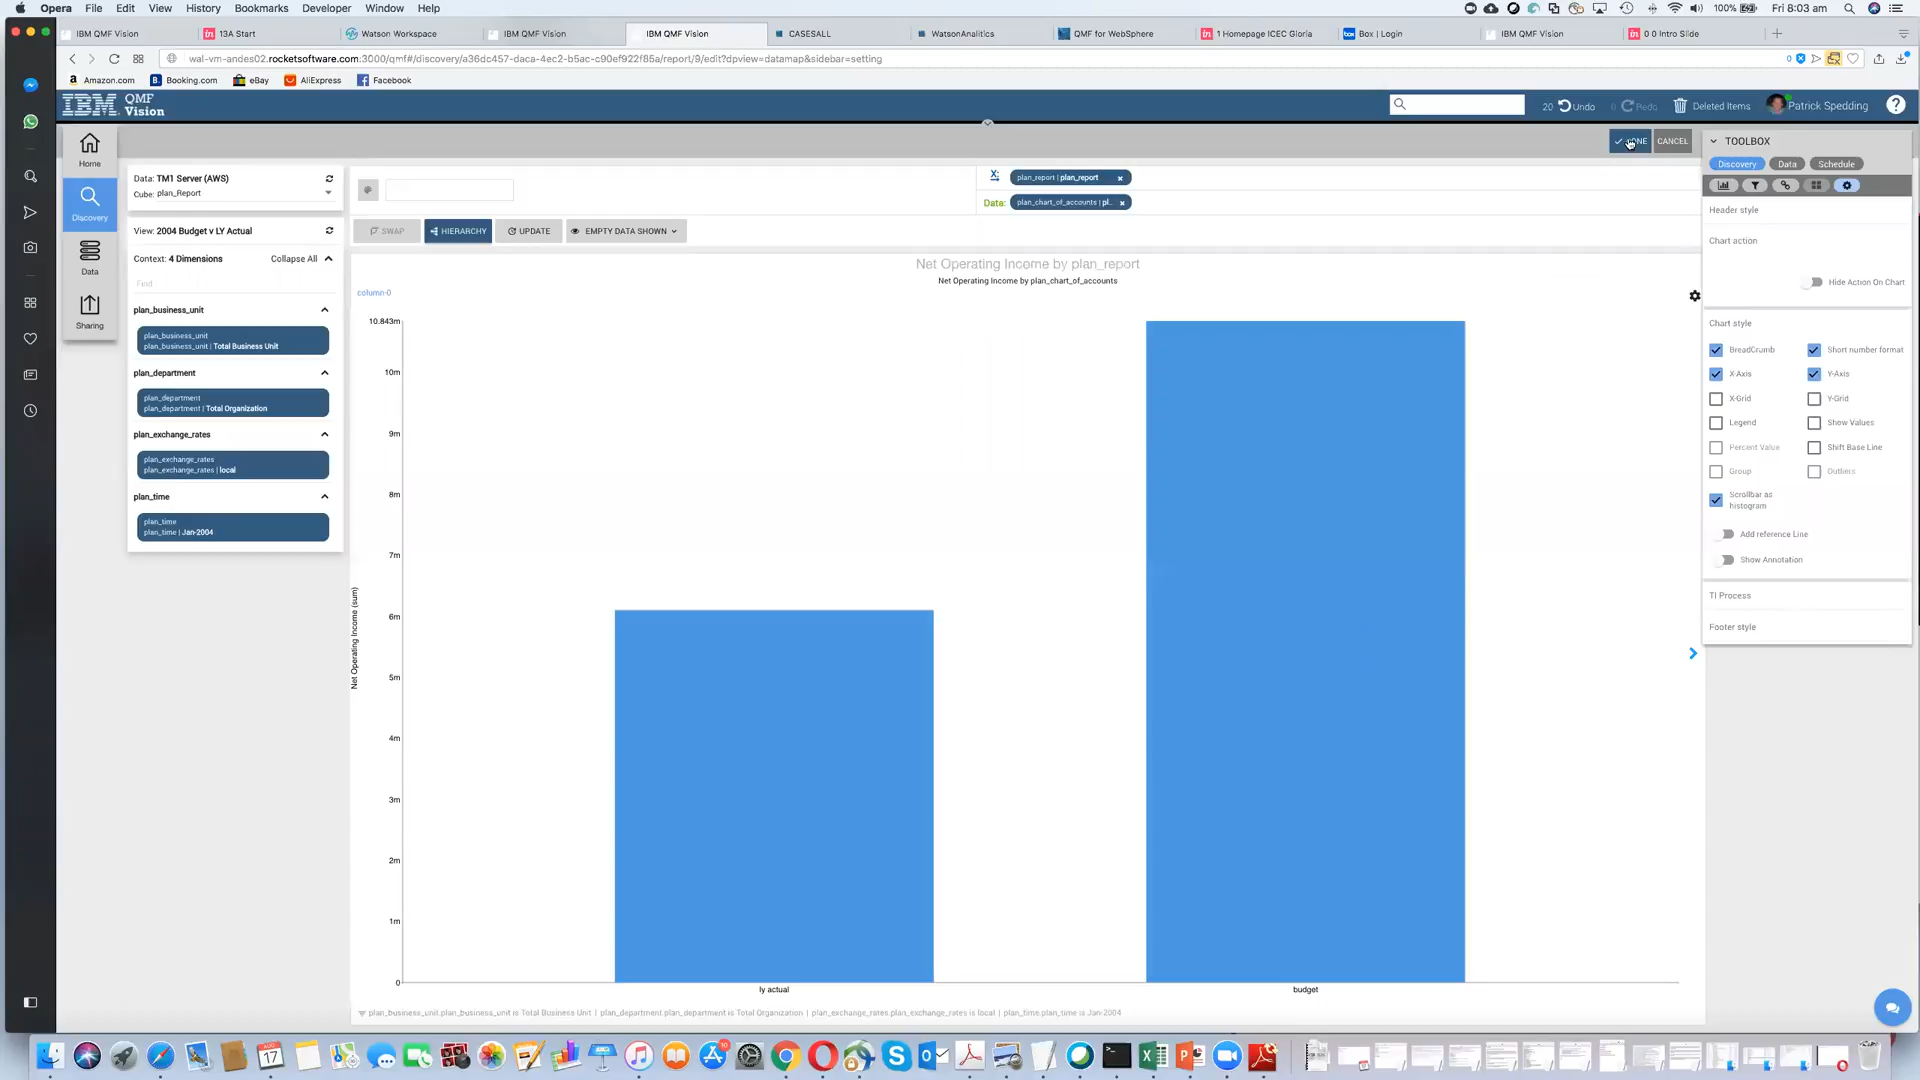 Opera File Edit View History Bookmarks Developer Window Help 100% Fri 8:03 am
IBM QMF Vision 13A Start Watson Workspace IBM QMF Vision IBM QMF Vision CASESALL WatsonAnalitics QMF for WebSphere 1 Homepage ICEC Gloria Box | Login IBM QMF Vision 0 0 Intro Slide
wal-vm-andes02.rocketsoftware.com:3000/qmf#/discovery/a36dc457-daca-4ec2-b5ac-c90ef922f85a/report/9/edit?dpview=datamap&sidebar=setting 0
Amazon.com Booking.com eBay AliExpress Facebook
IBM QMF Vision
20 Undo 0 Redo Deleted Items Patrick Spedding
Home
Discovery
Data
Sharing
CANCEL
Data: TM1 Server (AWS)
Cube: plan_Report
View: 2004 Budget v LY Actual
Context: 4 Dimensions Collapse All
Find
plan_business_unit
plan_business_unit
plan_business_unit | Total Business Unit
plan_department
plan_department
plan_department | Total Organization
plan_exchange_rates
plan_exchange_rates
plan_exchange_rates | local
plan_time
plan_time
plan_time | Jan-2004
X: plan_report | plan_report x
Data: plan_chart_of_accounts | pl.. x
SWAP HIERARCHY UPDATE EMPTY DATA SHOWN
Net Operating Income by plan_report
Net Operating Income by plan_chart_of_accounts
column-0
10.843m
10m
9m
8m
7m
6m
5m
4m
3m
2m
1m
0
Net Operating Income (sum)
ly actual budget
plan_business_unit.plan_business_unit is Total Business Unit | plan_department.plan_department is Total Organization | plan_exchange_rates.plan_exchange_rates is local | plan_time.plan_time is Jan-2004
TOOLBOX
Discovery Data Schedule
Header style
Chart action
Hide Action On Chart
Chart style
BreadCrumb Short number format
X-Axis Y-Axis
X-Grid Y-Grid
Legend Show Values
Percent Value Shift Base Line
Group Outliers
Scrollbar as
histogram
Add reference Line
Show Annotation
TI Process
Footer style
AUG
17